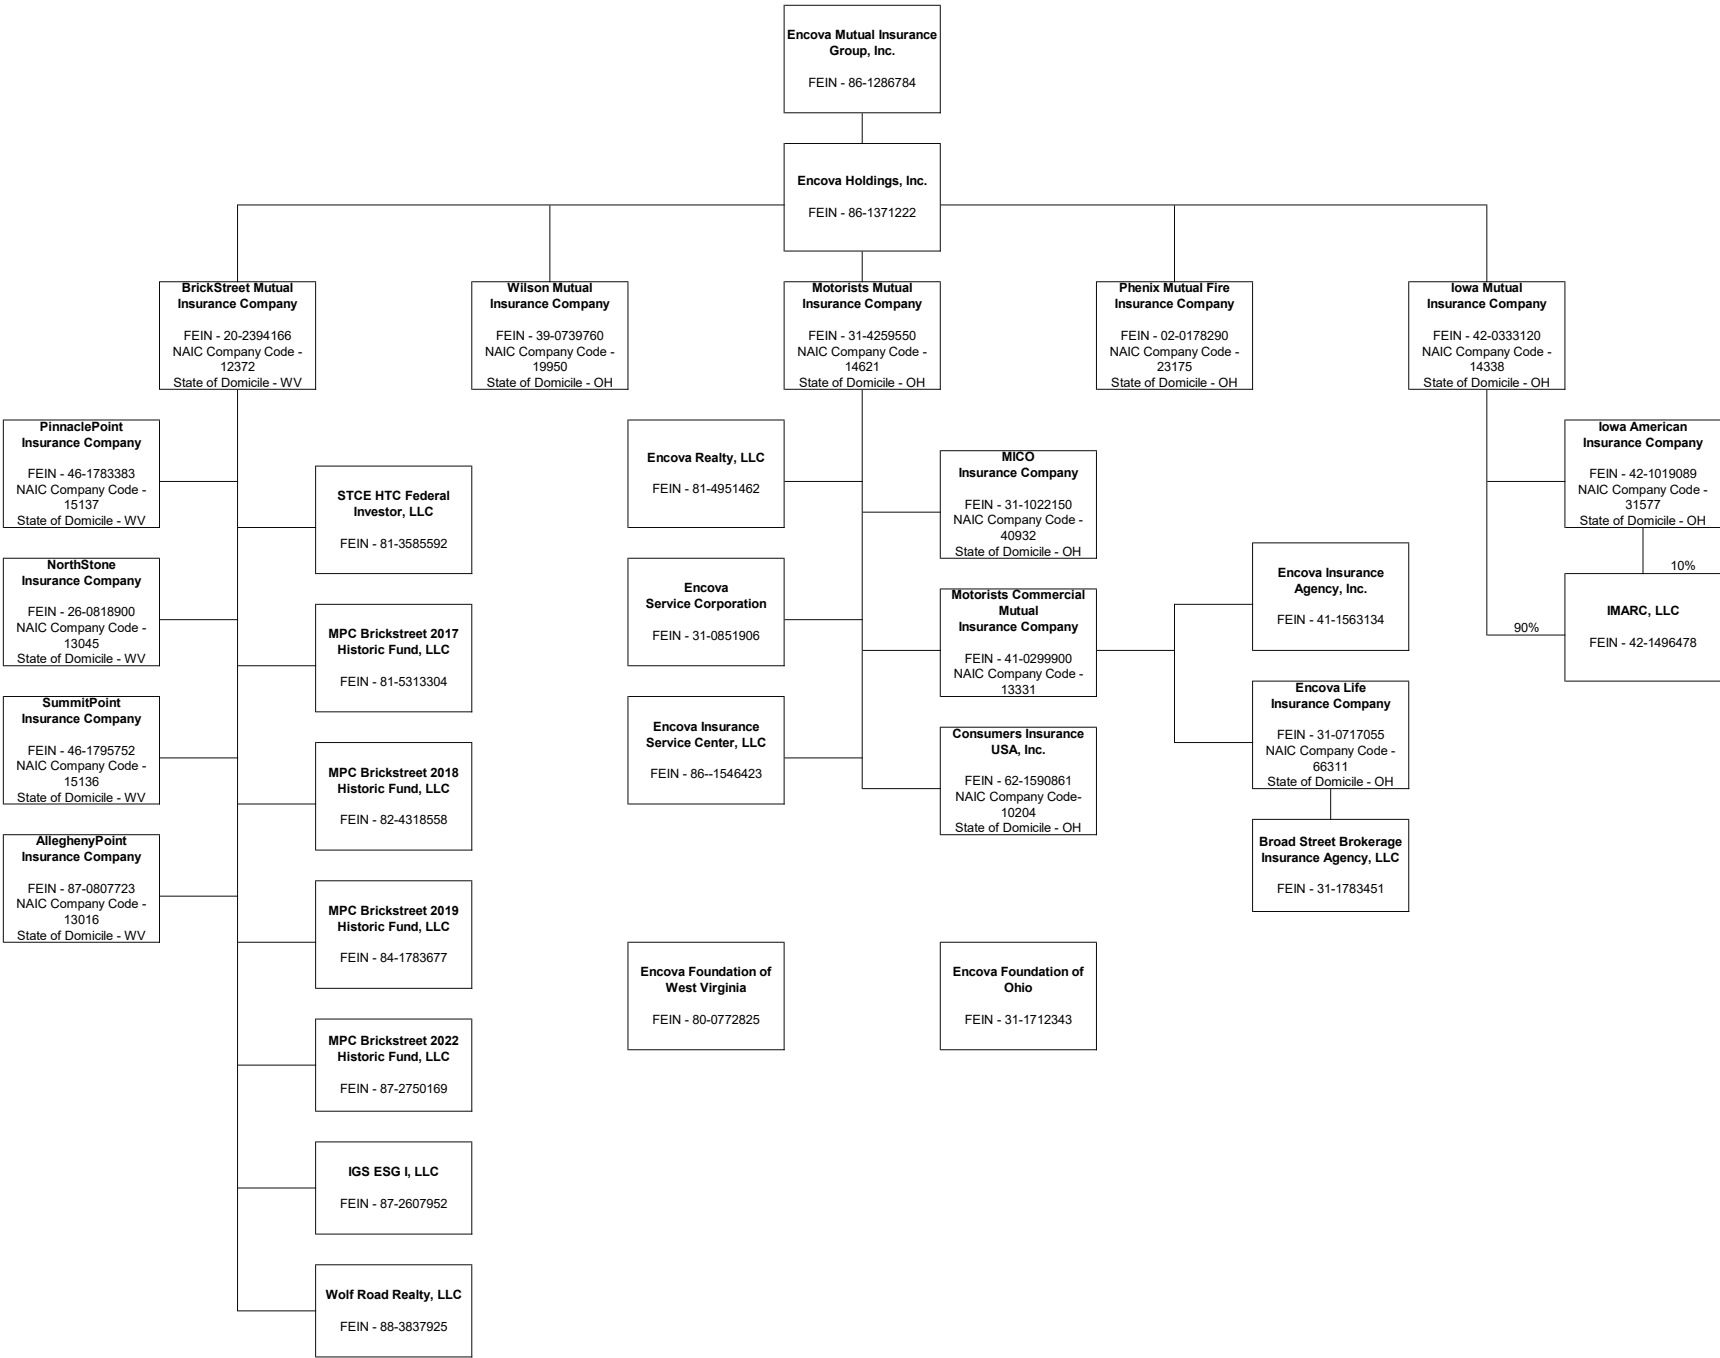 Encova Mutual Insurance
Group, Inc.
FEIN - 86-1286784
Encova Holdings, Inc.
FEIN - 86-1371222
BrickStreet Mutual
Insurance Company
FEIN - 20-2394166
NAIC Company Code -
12372
State of Domicile - WV
Wilson Mutual
Insurance Company
FEIN - 39-0739760
NAIC Company Code -
19950
State of Domicile - OH
Motorists Mutual
Insurance Company
FEIN - 31-4259550
NAIC Company Code -
14621
State of Domicile - OH
Phenix Mutual Fire
Insurance Company
FEIN - 02-0178290
NAIC Company Code -
23175
State of Domicile - OH
Iowa Mutual
Insurance Company
FEIN - 42-0333120
NAIC Company Code -
14338
State of Domicile - OH
PinnaclePoint
Insurance Company
FEIN - 46-1783383
NAIC Company Code -
15137
State of Domicile - WV
NorthStone
Insurance Company
FEIN - 26-0818900
NAIC Company Code -
13045
State of Domicile - WV
SummitPoint
Insurance Company
FEIN - 46-1795752
NAIC Company Code -
15136
State of Domicile - WV
AlleghenyPoint
Insurance Company
FEIN - 87-0807723
NAIC Company Code -
13016
State of Domicile - WV
STCE HTC Federal
Investor, LLC
FEIN - 81-3585592
MPC Brickstreet 2017
Historic Fund, LLC
FEIN - 81-5313304
MPC Brickstreet 2018
Historic Fund, LLC
FEIN - 82-4318558
MPC Brickstreet 2019
Historic Fund, LLC
FEIN - 84-1783677
MPC Brickstreet 2022
Historic Fund, LLC
FEIN - 87-2750169
IGS ESG I, LLC
FEIN - 87-2607952
Wolf Road Realty, LLC
FEIN - 88-3837925
Encova Realty, LLC
FEIN - 81-4951462
Encova
Service Corporation
FEIN - 31-0851906
Encova Insurance
Service Center, LLC
FEIN - 86--1546423
MICO
Insurance Company
FEIN - 31-1022150
NAIC Company Code -
40932
State of Domicile - OH
Motorists Commercial
Mutual
Insurance Company
FEIN - 41-0299900
NAIC Company Code -
13331
Consumers Insurance
USA, Inc.
FEIN - 62-1590861
NAIC Company Code-
10204
State of Domicile - OH
Encova Insurance
Agency, Inc.
FEIN - 41-1563134
Encova Life
Insurance Company
FEIN - 31-0717055
NAIC Company Code -
66311
State of Domicile - OH
Broad Street Brokerage
Insurance Agency, LLC
FEIN - 31-1783451
Iowa American
Insurance Company
FEIN - 42-1019089
NAIC Company Code -
31577
State of Domicile - OH
10%
90%
IMARC, LLC
FEIN - 42-1496478
Encova Foundation of
West Virginia
FEIN - 80-0772825
Encova Foundation of
Ohio
FEIN - 31-1712343